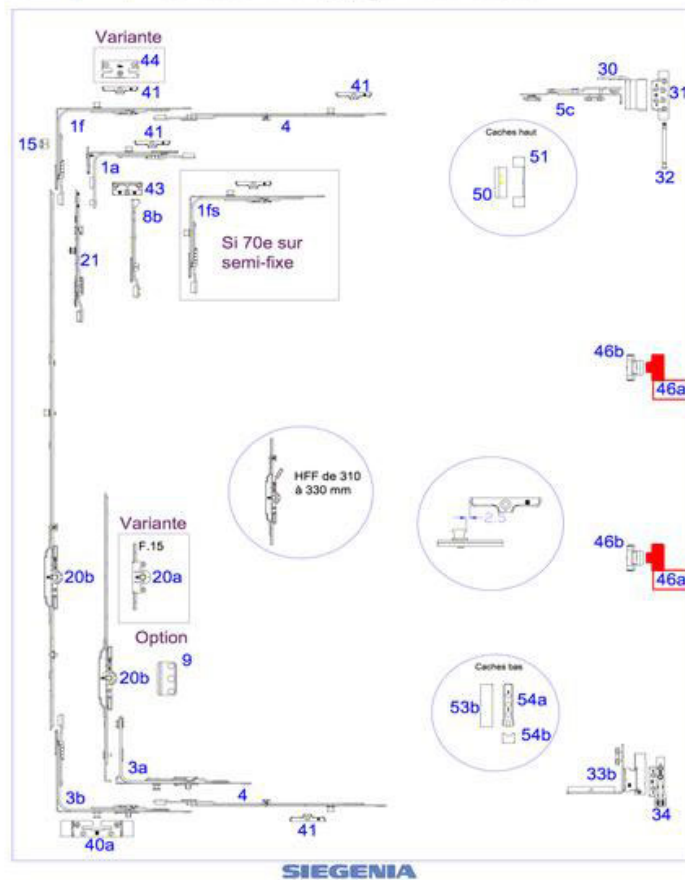 Variante
44
41
41
30
31
1f
4
5c
15
41
Caches haut
1a
43
51
32
50
8b
1fs
21
Si 70e sur
semi-fixe
46b
46a
HFF de 310
à 330 mm
Variante
2.5
F.15
46b
20b
20a
46a
Option
9
Caches bas
20b
53b
54a
54b
3a
33b
3b
4
41
34
40a
SIEGENIA